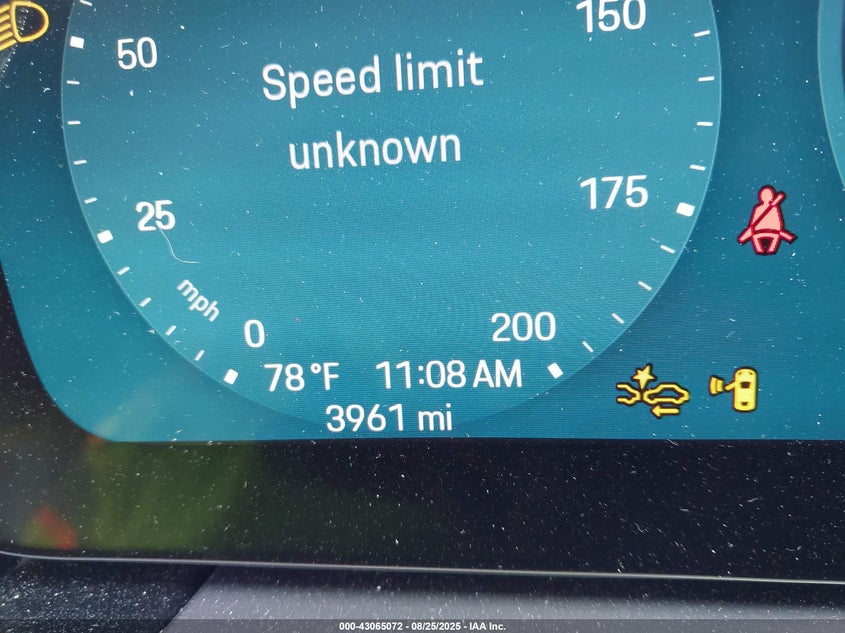 50
150
Speed limit
unknown
25
175
mph
0
200
78°F 11:08 AM
3961 mi
000-43065072 - 08/25/2025 - IAA Inc.